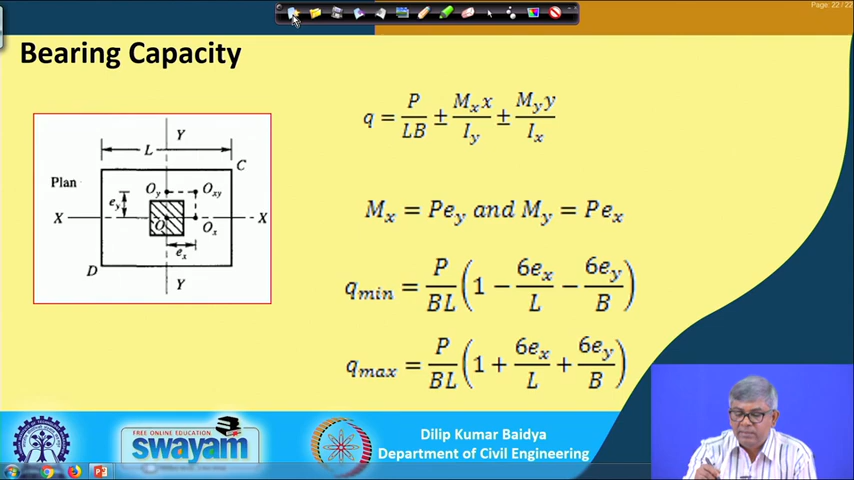 Page: 22 / 22
Bearing Capacity
q = P/LB ± M_x x/I_y ± M_y y/I_x
Plan
L
Y
C
O_y
O_xy
e_y
X
O
O_x
X
e_x
D
Y
M_x = Pe_y and M_y = Pe_x
q_min = P/BL (1 − 6e_x/L − 6e_y/B)
q_max = P/BL (1 + 6e_x/L + 6e_y/B)
FREE ONLINE EDUCATION
swayam
Dilip Kumar Baidya
Department of Civil Engineering